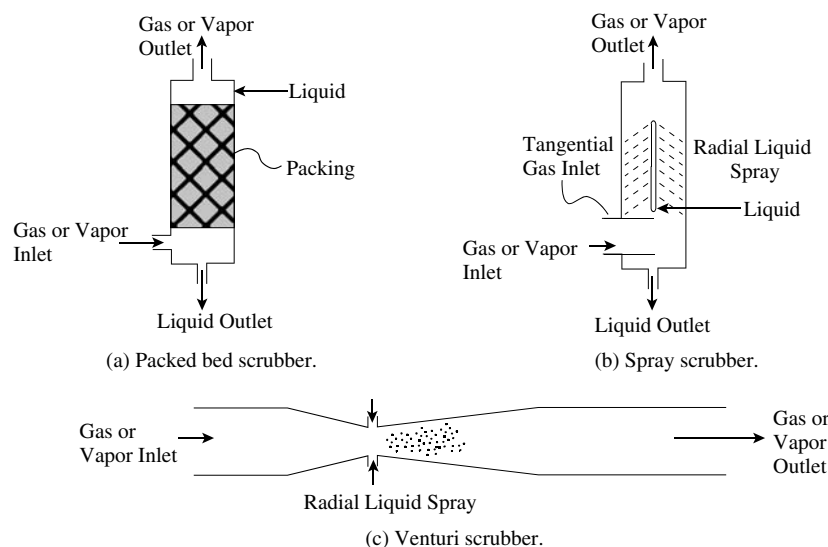 Gas or Vapor
Outlet
Liquid
Packing
Gas or Vapor
Inlet
Liquid Outlet
(a) Packed bed scrubber.
Gas or Vapor
Outlet
Tangential
Gas Inlet
Radial Liquid
Spray
Liquid
Gas or Vapor
Inlet
Liquid Outlet
(b) Spray scrubber.
Gas or
Vapor Inlet
Radial Liquid Spray
Gas or
Vapor
Outlet
(c) Venturi scrubber.